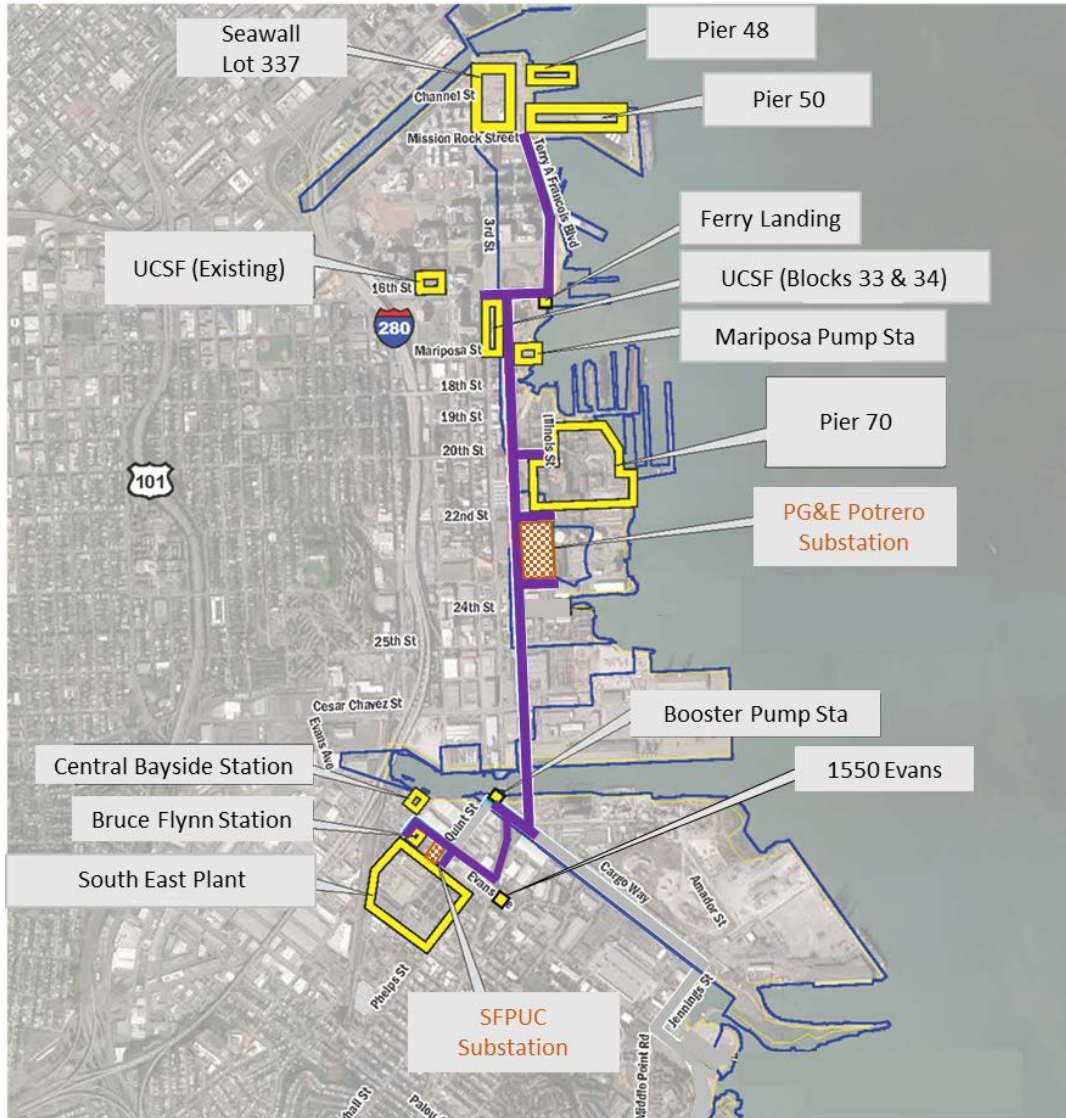 Seawall
Lot 337
Pier 48
Channel St
Pier 50
Mission Rock Street
Terry A Francois Blvd
3rd St
Ferry Landing
UCSF (Existing)
16th St
UCSF (Blocks 33 & 34)
280
Mariposa St
Mariposa Pump Sta
18th St
19th St
Illinois St
Pier 70
20th St
101
22nd St
PG&E Potrero
Substation
24th St
25th St
Cesar Chavez St
Evans Ave
Booster Pump Sta
Central Bayside Station
1550 Evans
Bruce Flynn Station
Quint St
South East Plant
Evans
Cargo Way
Amador St
Phelps St
Jennings St
SFPUC
Substation
Middle Point Rd